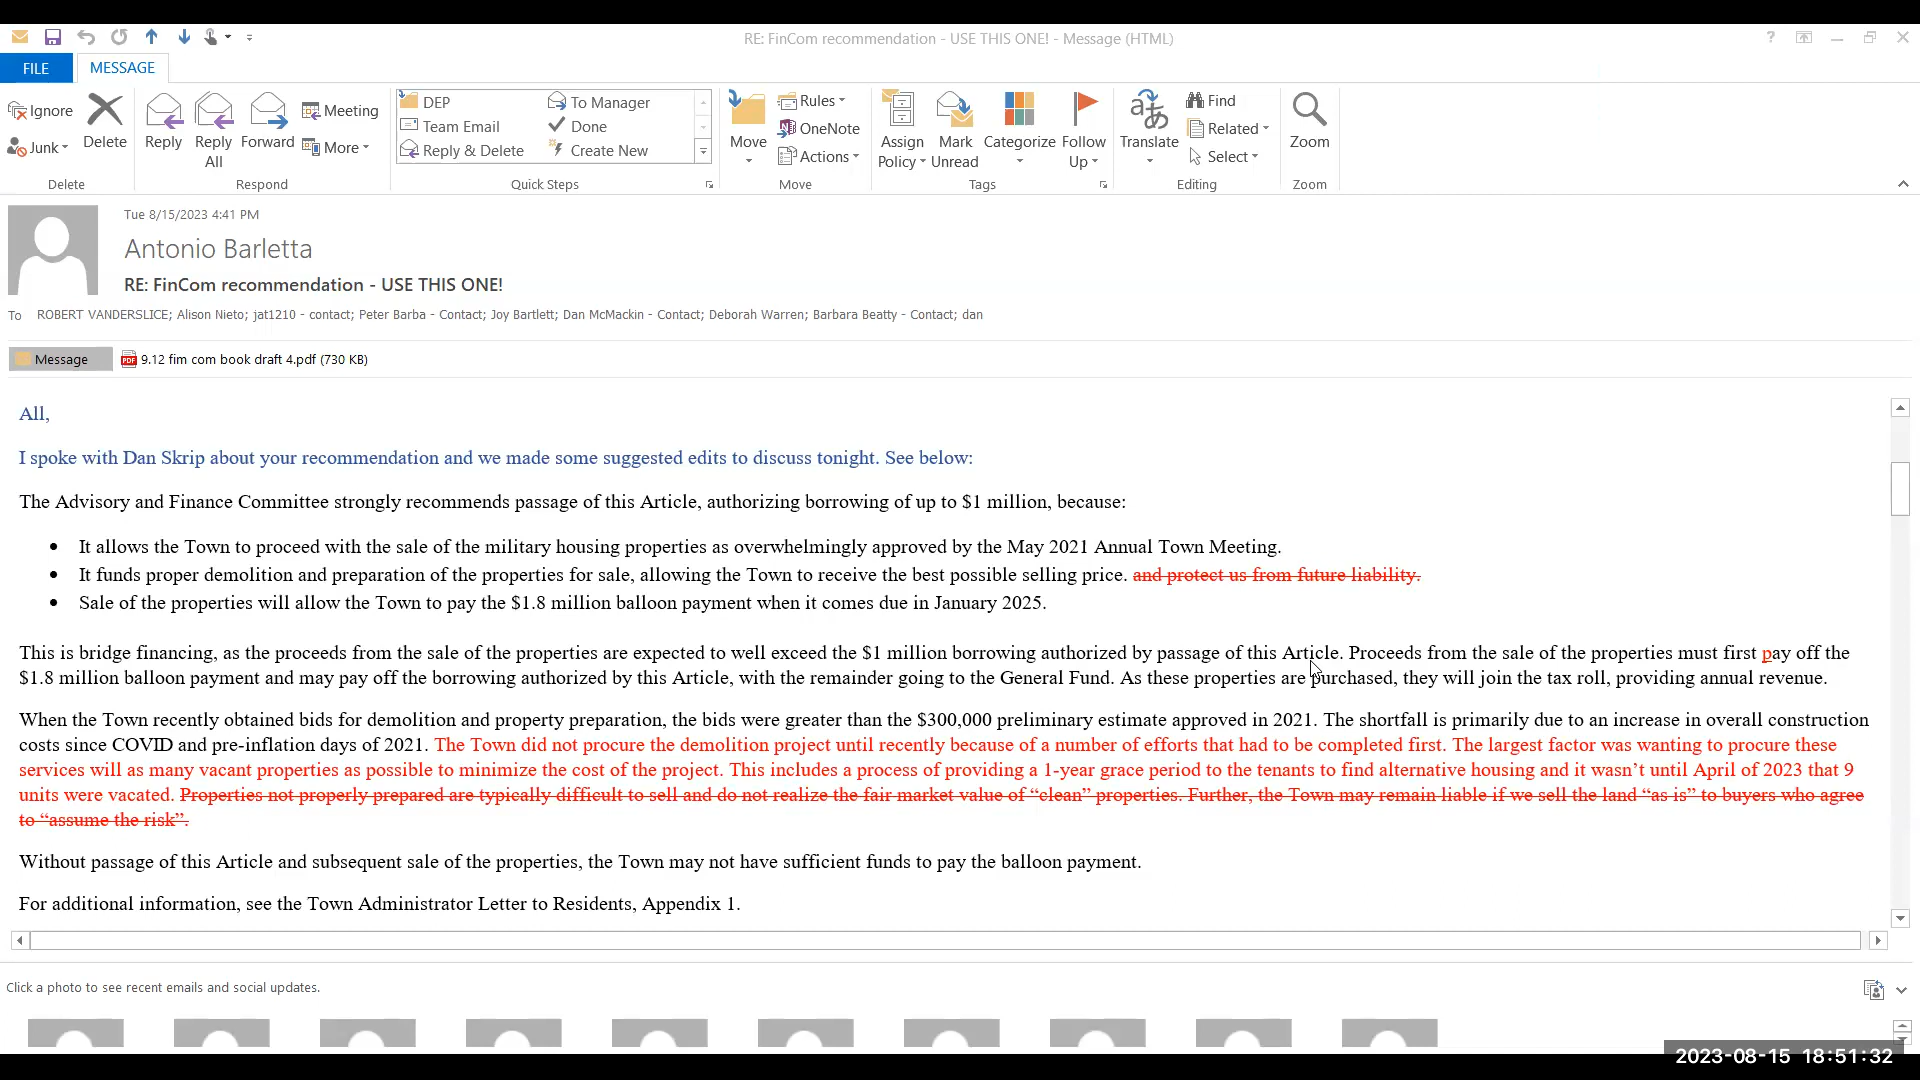 RE: FinCom recommendation - USE THIS ONE! - Message (HTML)
FILE MESSAGE
Ignore
Junk
Delete
Delete
Reply
Reply All
Forward
Meeting
More
Respond
DEP
Team Email
Reply & Delete
To Manager
Done
Create New
Quick Steps
Move
Rules
OneNote
Actions
Move
Assign Policy
Mark Unread
Categorize
Follow Up
Tags
Translate
Find
Related
Select
Editing
Zoom
Zoom
Tue 8/15/2023 4:41 PM
Antonio Barletta
RE: FinCom recommendation - USE THIS ONE!
To ROBERT VANDERSLICE; Alison Nieto; jat1210 - contact; Peter Barba - Contact; Joy Bartlett; Dan McMackin - Contact; Deborah Warren; Barbara Beatty - Contact; dan
Message PDF 9.12 fim com book draft 4.pdf (730 KB)
All,
I spoke with Dan Skrip about your recommendation and we made some suggested edits to discuss tonight. See below:
The Advisory and Finance Committee strongly recommends passage of this Article, authorizing borrowing of up to $1 million, because:
• It allows the Town to proceed with the sale of the military housing properties as overwhelmingly approved by the May 2021 Annual Town Meeting.
• It funds proper demolition and preparation of the properties for sale, allowing the Town to receive the best possible selling price. and protect us from future liability.
• Sale of the properties will allow the Town to pay the $1.8 million balloon payment when it comes due in January 2025.
This is bridge financing, as the proceeds from the sale of the properties are expected to well exceed the $1 million borrowing authorized by passage of this Article. Proceeds from the sale of the properties must first pay off the
$1.8 million balloon payment and may pay off the borrowing authorized by this Article, with the remainder going to the General Fund. As these properties are purchased, they will join the tax roll, providing annual revenue.
When the Town recently obtained bids for demolition and property preparation, the bids were greater than the $300,000 preliminary estimate approved in 2021. The shortfall is primarily due to an increase in overall construction
costs since COVID and pre-inflation days of 2021. The Town did not procure the demolition project until recently because of a number of efforts that had to be completed first. The largest factor was wanting to procure these
services will as many vacant properties as possible to minimize the cost of the project. This includes a process of providing a 1-year grace period to the tenants to find alternative housing and it wasn’t until April of 2023 that 9
units were vacated. Properties not properly prepared are typically difficult to sell and do not realize the fair market value of “clean” properties. Further, the Town may remain liable if we sell the land “as is” to buyers who agree
to “assume the risk”.
Without passage of this Article and subsequent sale of the properties, the Town may not have sufficient funds to pay the balloon payment.
For additional information, see the Town Administrator Letter to Residents, Appendix 1.
Click a photo to see recent emails and social updates.
2023-08-15 18:51:32